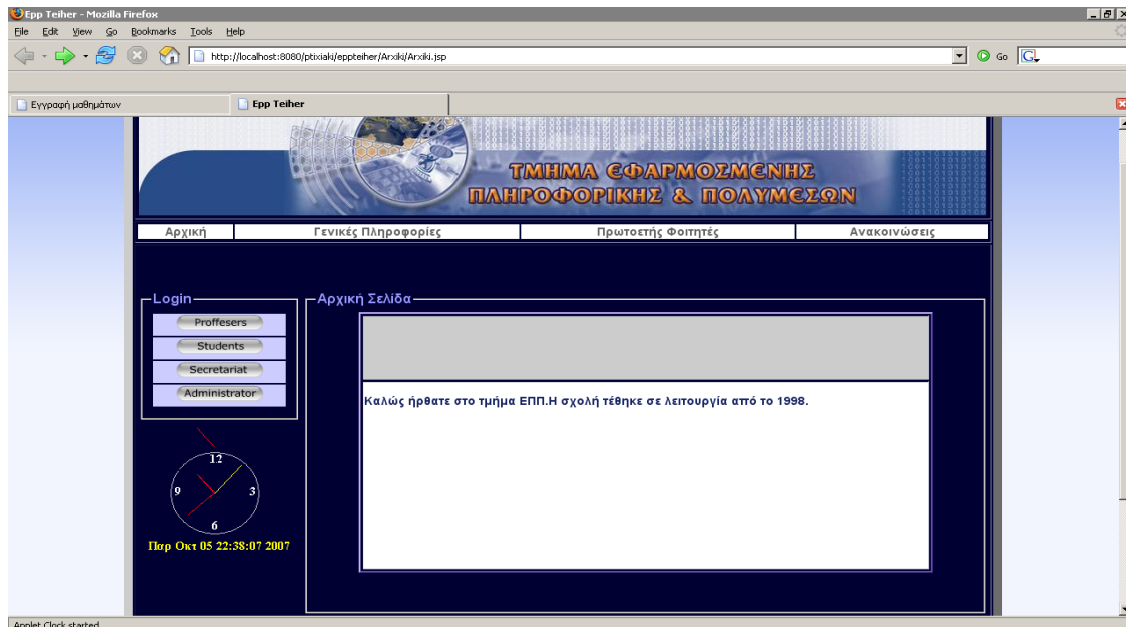 Epp Teiher - Mozilla Firefox
File Edit View Go Bookmarks Tools Help
http://localhost:8080/ptixiaki/eppteiher/Arxiki/Arxiki.jsp Go
Εγγραφή μαθημάτων Epp Teiher
ΤΜΗΜΑ ΕΦΑΡΜΟΣΜΕΝΗΣ
ΠΛΗΡΟΦΟΡΙΚΗΣ & ΠΟΛΥΜΕΣΩΝ
Αρχική Γενικές Πληροφορίες Πρωτοετής Φοιτητές Ανακοινώσεις
Login
Proffesers
Students
Secretariat
Administrator
12
9 3
6
Παρ Οκτ 05 22:38:07 2007
Αρχική Σελίδα
Καλώς ήρθατε στο τμήμα ΕΠΠ.Η σχολή τέθηκε σε λειτουργία από το 1998.
Applet Clock started